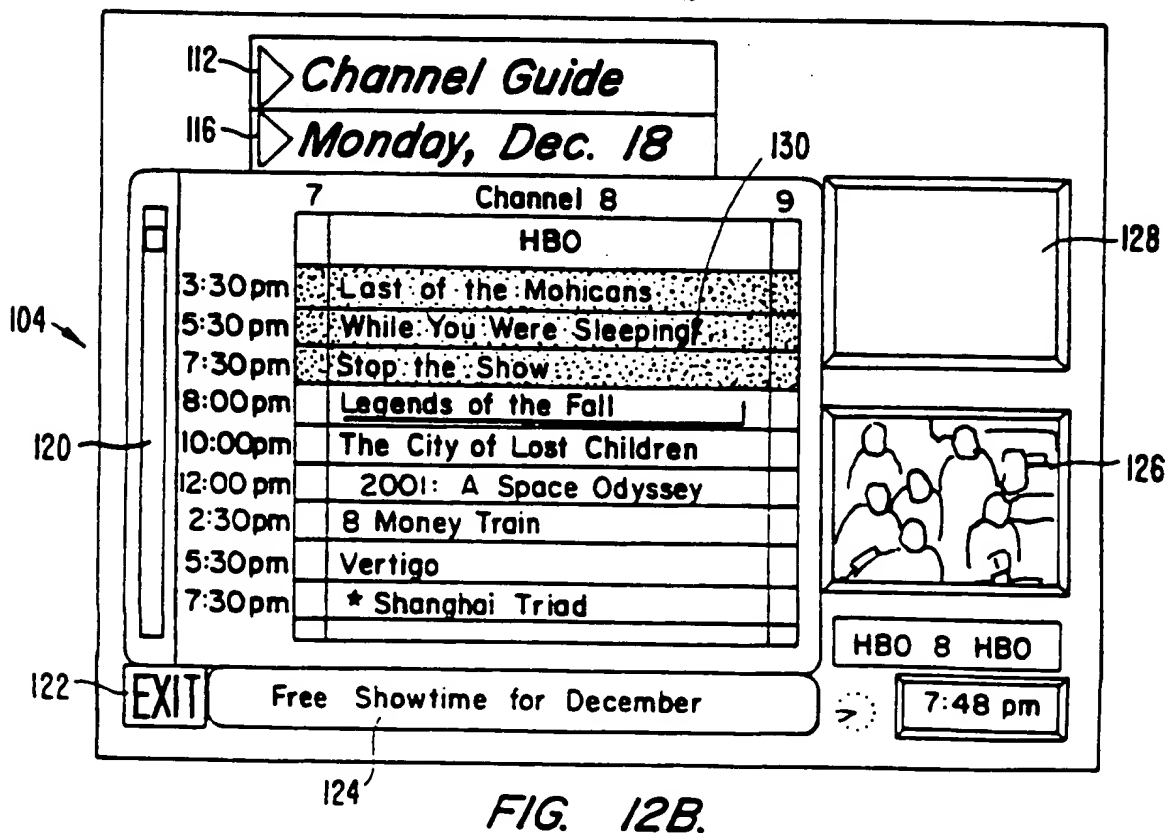 112 Channel Guide
116 Monday, Dec. 18
130
7 Channel 8 9
HBO
128
3:30pm Last of the Mohicans
104
5:30pm While You Were Sleeping
7:30pm Stop the Show
8:00pm Legends of the Fall
120
10:00pm The City of Lost Children
126
12:00 pm 2001: A Space Odyssey
2:30pm 8 Money Train
5:30pm Vertigo
7:30pm * Shanghai Triad
HBO 8 HBO
122 EXIT Free Showtime for December 7:48 pm
124
FIG. 12B.